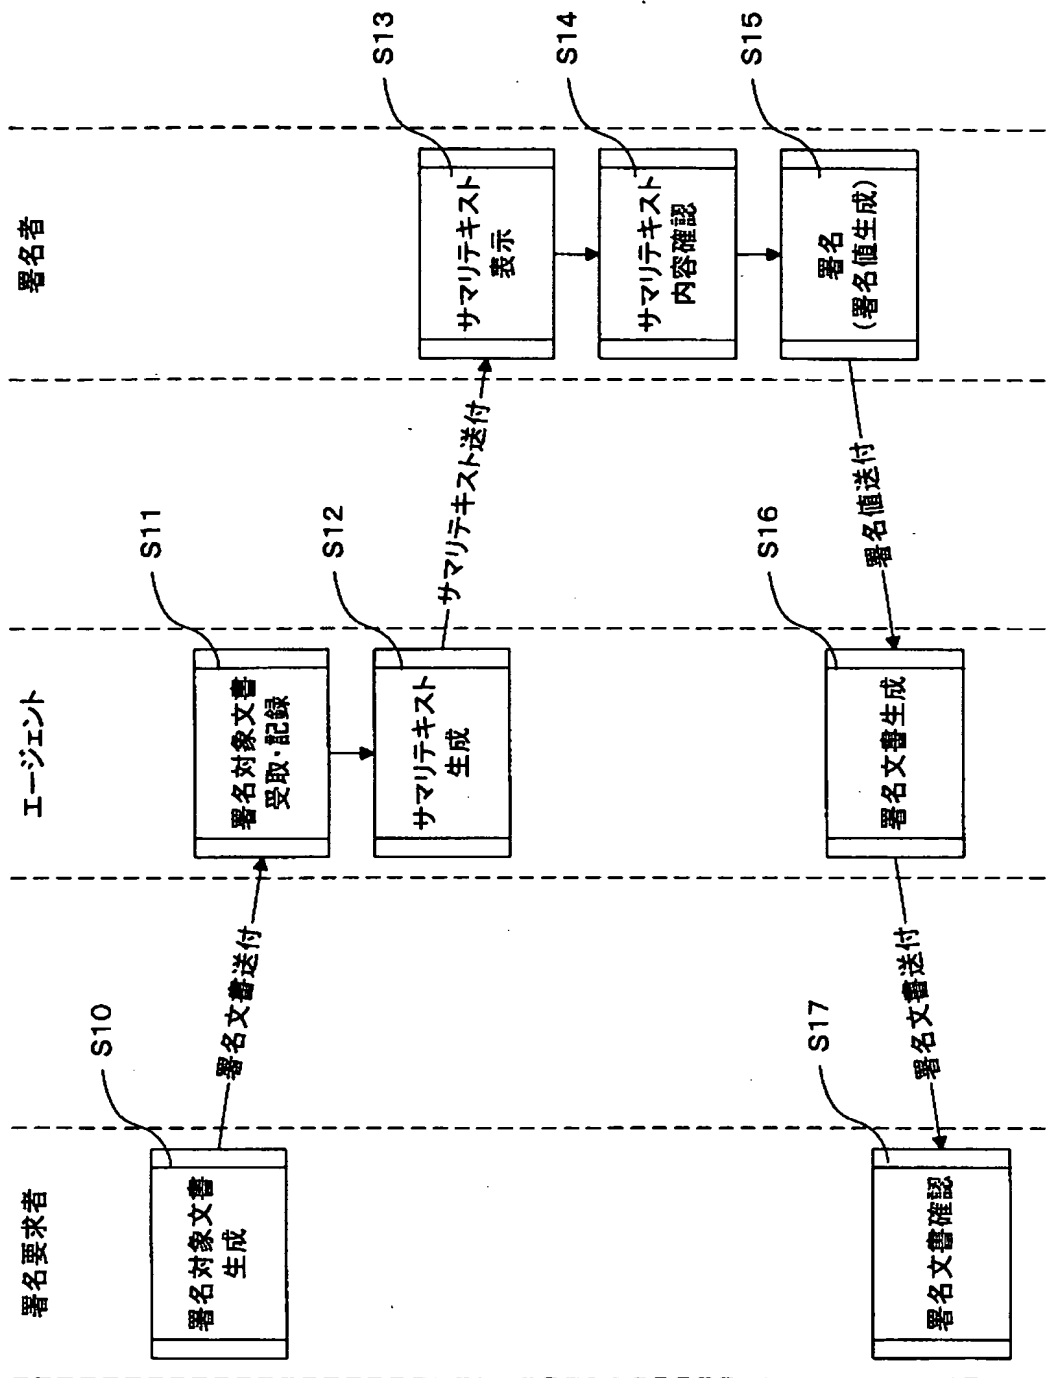 署名要求者
エージェント
署名者
S10
署名対象文書
生成
署名文書送付
S11
署名対象文書
受取・記録
S12
サマリテキスト
生成
サマリテキスト送付
S13
サマリテキスト
表示
S14
サマリテキスト
内容確認
S15
署名
(署名値生成)
署名値送付
S16
署名文書生成
署名文書送付
S17
署名文書確認